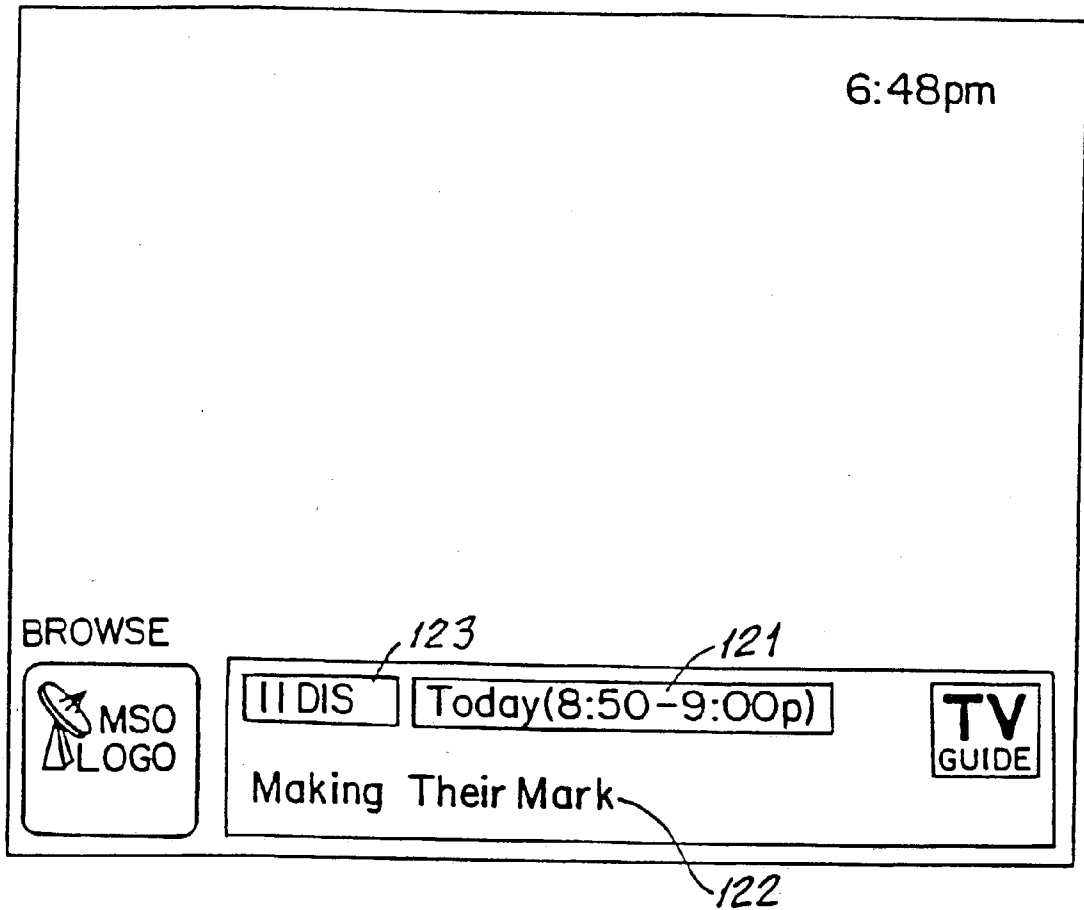 6:48pm
BROWSE
123
121
MSO
LOGO
11 DIS
Today(8:50-9:00p)
TV
GUIDE
Making Their Mark
122